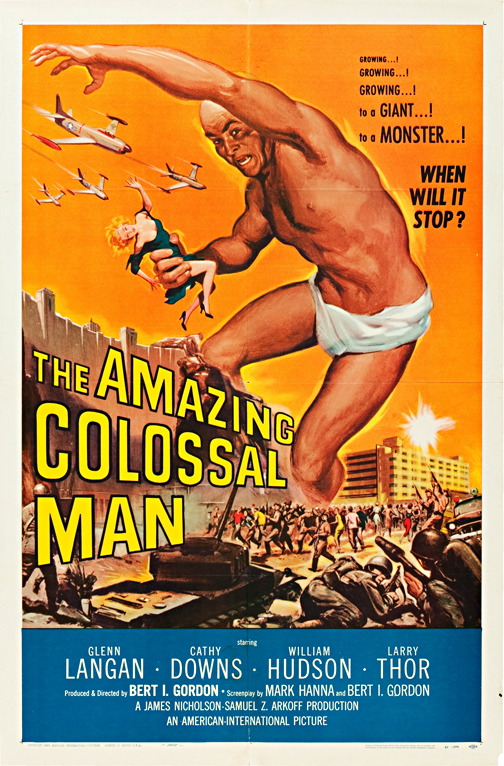 GROWING...!
GROWING...!
GROWING...!
to a GIANT...!
to a MONSTER...!
WHEN
WILL IT
STOP?
THE AMAZING
COLOSSAL
MAN
starring
GLENN LANGAN · CATHY DOWNS · WILLIAM HUDSON · LARRY THOR
Produced & Directed by BERT I. GORDON · Screenplay by MARK HANNA and BERT I. GORDON
A JAMES NICHOLSON-SAMUEL Z. ARKOFF PRODUCTION
AN AMERICAN-INTERNATIONAL PICTURE